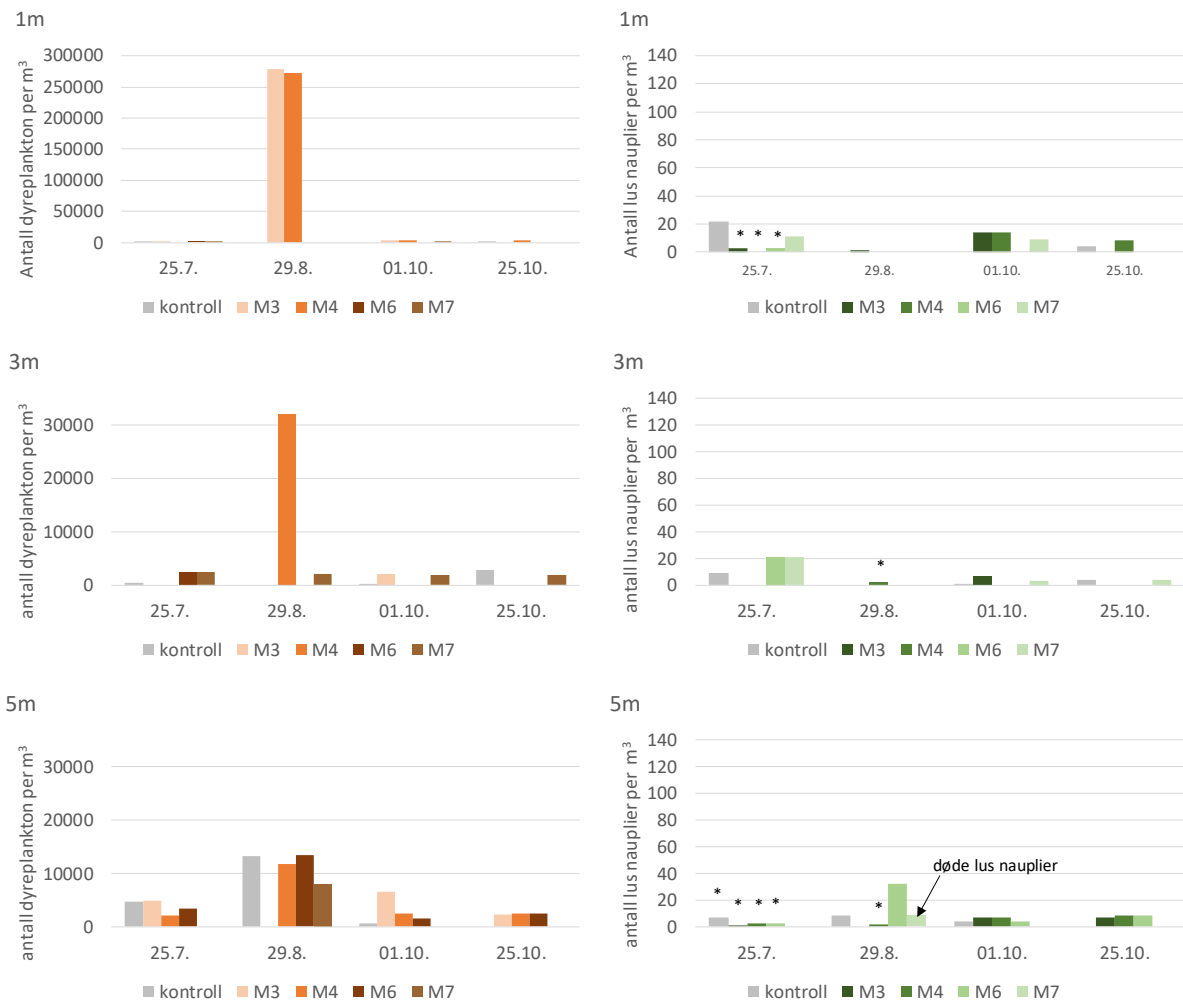 1m
Antall dyreplankton per m³
300000
250000
200000
150000
100000
50000
0
25.7. 29.8. 01.10. 25.10.
kontroll M3 M4 M6 M7
1m
Antall lus nauplier per m³
140
120
100
80
60
40
20
0
* * *
25.7. 29.8. 01.10. 25.10.
kontroll M3 M4 M6 M7
3m
antall dyreplankton per m³
30000
20000
10000
0
25.7. 29.8. 01.10. 25.10.
kontroll M3 M4 M6 M7
3m
antall lus nauplier per m³
140
120
100
80
60
40
20
0
*
25.7. 29.8. 01.10. 25.10.
kontroll M3 M4 M6 M7
5m
antall dyreplankton per m³
30000
20000
10000
0
25.7. 29.8. 01.10. 25.10.
kontroll M3 M4 M6 M7
5m
antall lus nauplier per m³
140
120
100
80
60
40
20
0
døde lus nauplier
* * * * *
25.7. 29.8. 01.10. 25.10.
kontroll M3 M4 M6 M7